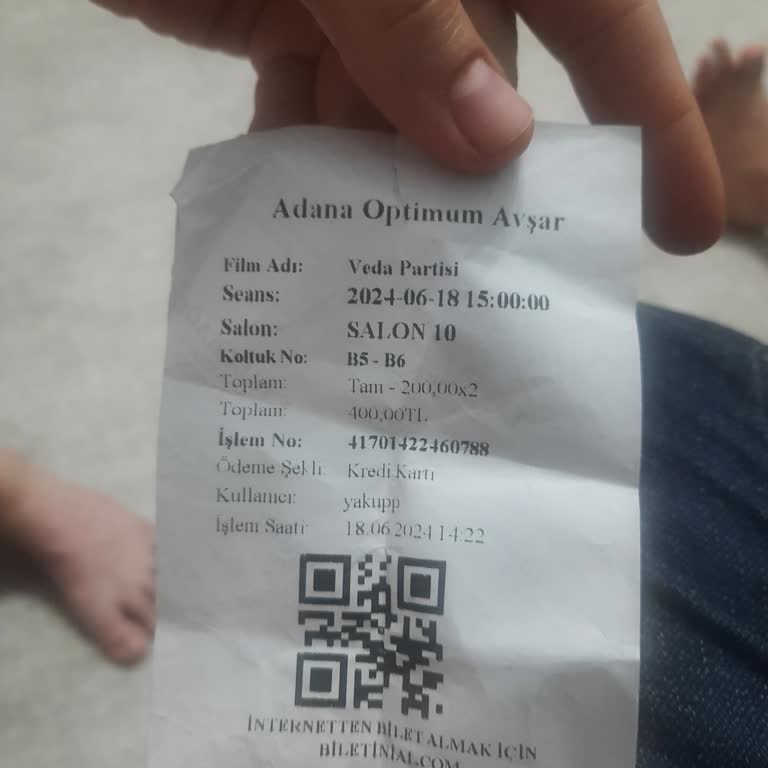 Adana Optimum Avşar
Film Adı: Veda Partisi
Seans: 2024-06-18 15:00:00
Salon: SALON 10
Koltuk No: B5 - B6
Toplam: Tam - 200,00x2
Toplam: 400,00TL
İşlem No: 41701422460788
Ödeme Şekli: Kredi Kartı
Kullanıcı: yakupp
İşlem Saati: 18.06.2024 14:22
İNTERNETTEN BİLET ALMAK İÇİN
BİLETİNİAL.COM